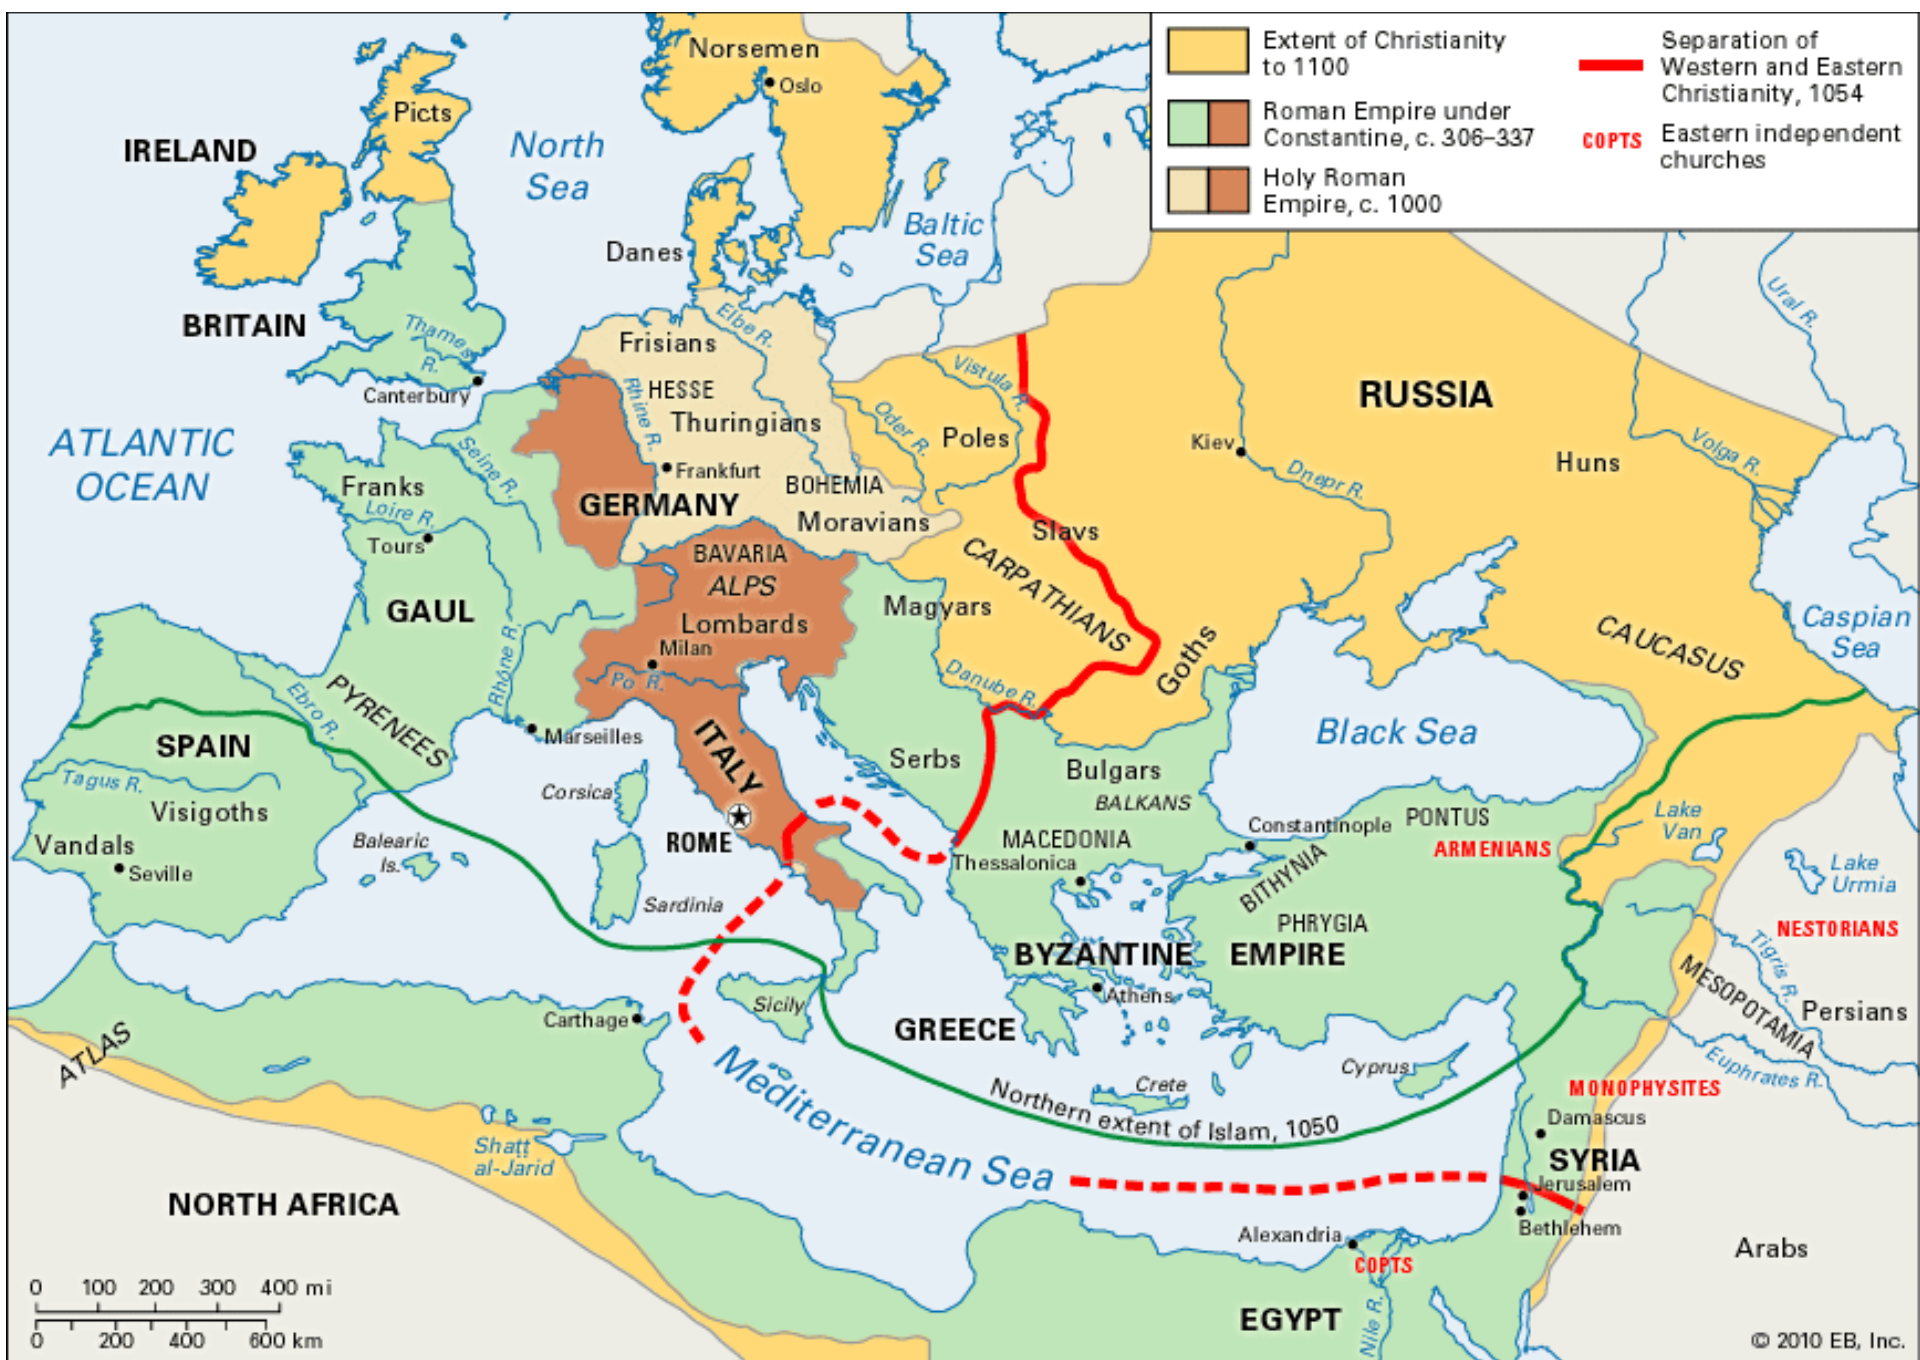 Extent of Christianity
to 1100
Roman Empire under
Constantine, c. 306–337
Holy Roman
Empire, c. 1000
Separation of
Western and Eastern
Christianity, 1054
COPTS
Eastern independent
churches
Norsemen
Oslo
Picts
IRELAND
North
Sea
Baltic
Sea
Danes
BRITAIN
Thames
R.
Canterbury
Elbe R.
Frisians
HESSE
Rhine R.
Thuringians
Frankfurt
GERMANY
BOHEMIA
Moravians
Vistula R.
Oder R.
Poles
RUSSIA
Kiev
Dnepr R.
Huns
Volga R.
Ural R.
ATLANTIC
OCEAN
Seine R.
Franks
Loire R.
Tours
GAUL
Rhône R.
BAVARIA
ALPS
Lombards
Milan
Po R.
Slavs
CARPATHIANS
Magyars
Danube R.
Goths
CAUCASUS
Caspian
Sea
Ebro R.
PYRENEES
Marseilles
SPAIN
Tagus R.
Visigoths
Vandals
Seville
Balearic
Is.
Corsica
Sardinia
ITALY
ROME
Serbs
Bulgars
BALKANS
MACEDONIA
Thessalonica
Black Sea
Constantinople
PONTUS
ARMENIANS
BITHYNIA
PHRYGIA
BYZANTINE EMPIRE
Athens
GREECE
Lake
Van
Lake
Urmia
NESTORIANS
Tigris R.
MESOPOTAMIA
Persians
Euphrates R.
Sicily
Carthage
ATLAS
Mediterranean Sea
Crete
Cyprus
Northern extent of Islam, 1050
MONOPHYSITES
Damascus
SYRIA
Jerusalem
Bethlehem
Shaṭṭ
al-Jarid
NORTH AFRICA
Alexandria
COPTS
EGYPT
Nile R.
Arabs
0 100 200 300 400 mi
0 200 400 600 km
© 2010 EB, Inc.